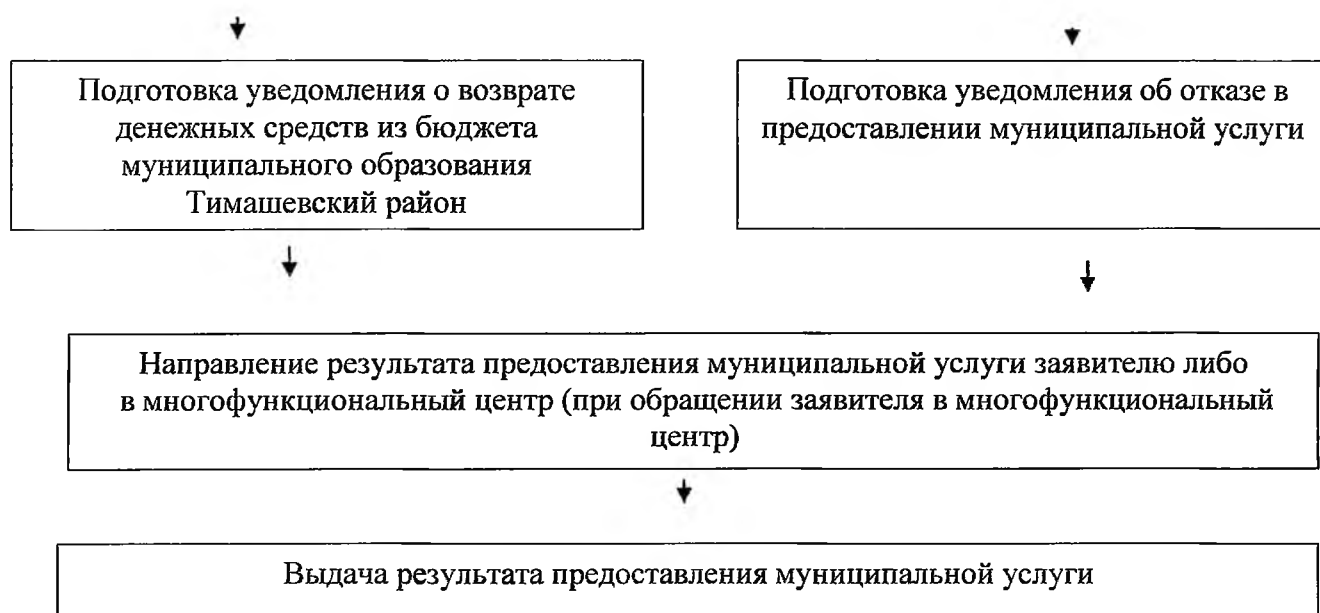 Подготовка уведомления о возврате
денежных средств из бюджета
муниципального образования
Тимашевский район
Подготовка уведомления об отказе в
предоставлении муниципальной услуги
Направление результата предоставления муниципальной услуги заявителю либо
в многофункциональный центр (при обращении заявителя в многофункциональный
центр)
Выдача результата предоставления муниципальной услуги